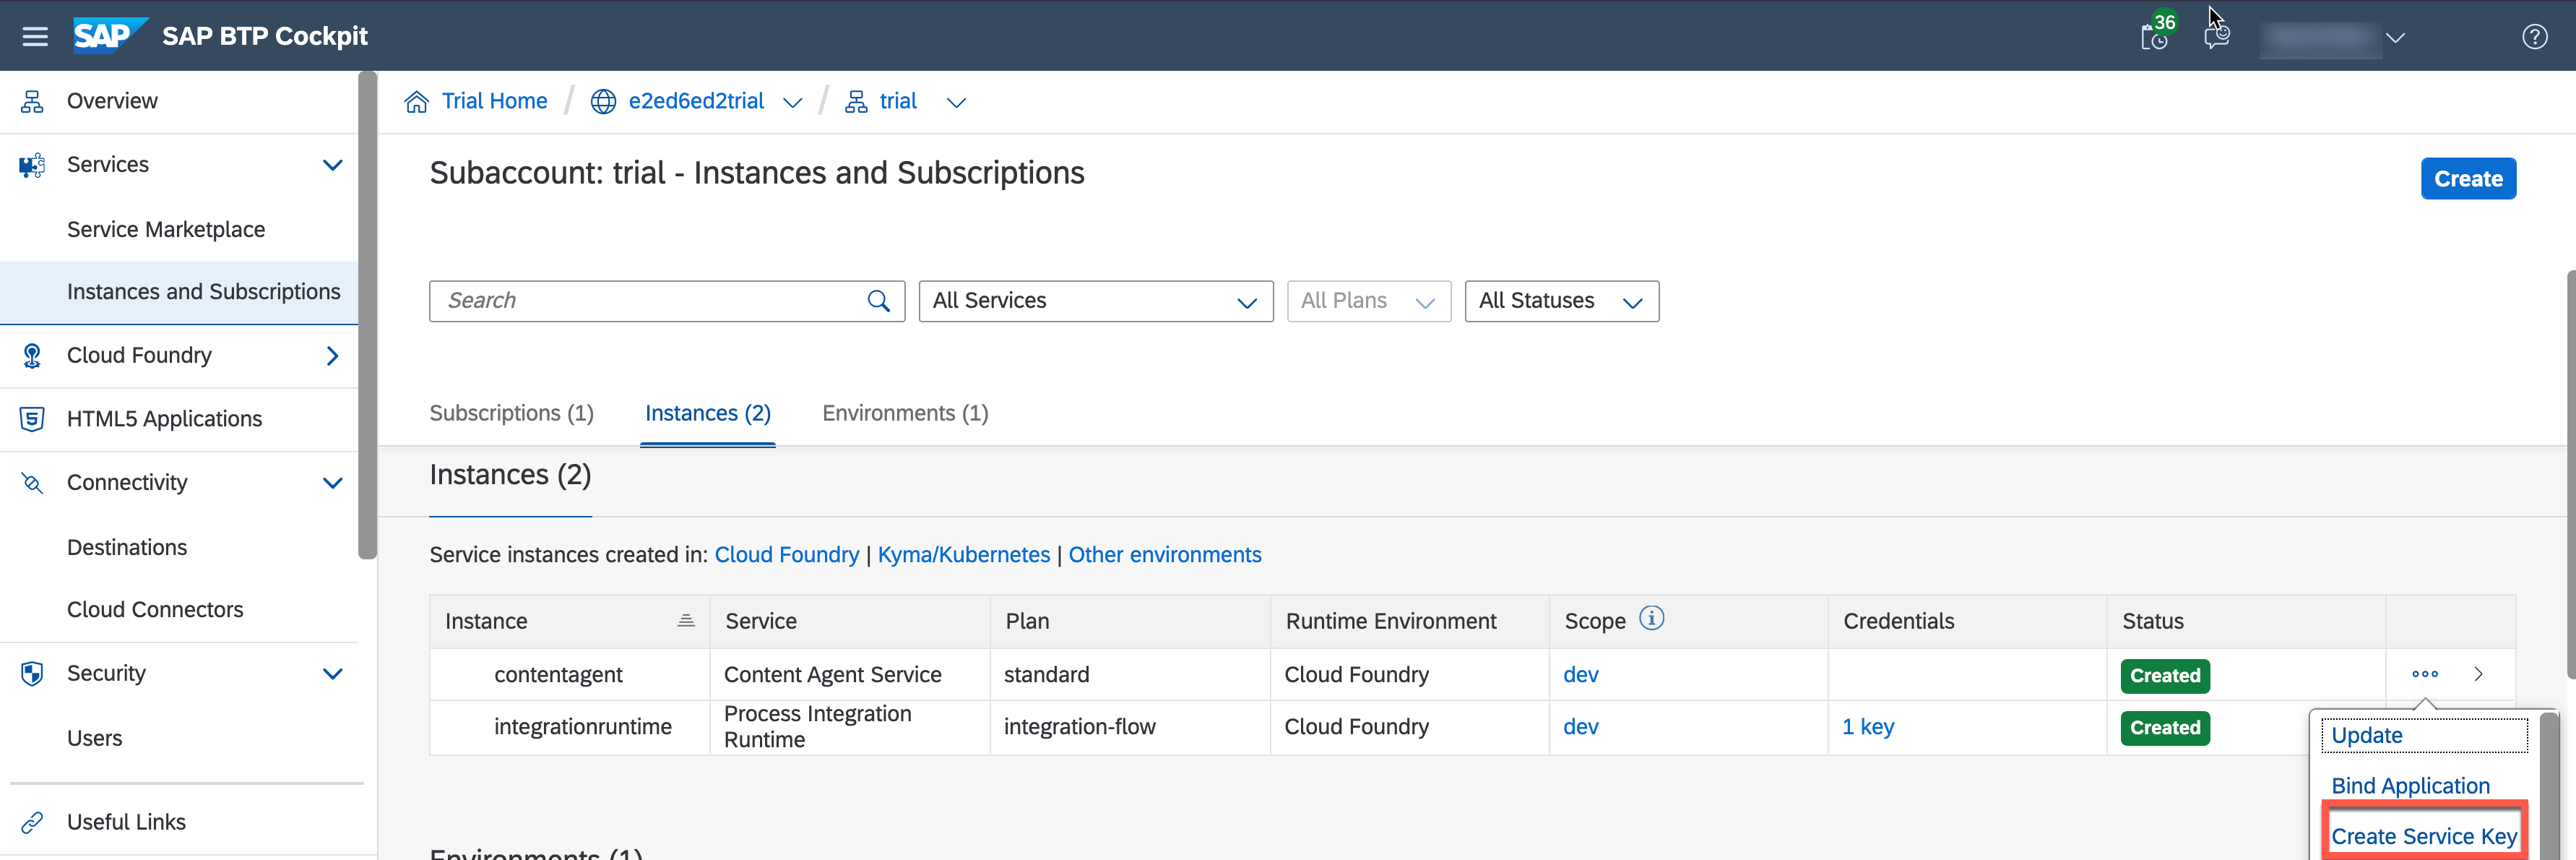 SAP SAP BTP Cockpit
36
Overview
Services
Service Marketplace
Instances and Subscriptions
Cloud Foundry
HTML5 Applications
Connectivity
Destinations
Cloud Connectors
Security
Users
Useful Links
Trial Home / e2ed6ed2trial / trial
Subaccount: trial - Instances and Subscriptions
Create
Search
All Services
All Plans
All Statuses
Subscriptions (1) Instances (2) Environments (1)
Instances (2)
Service instances created in: Cloud Foundry | Kyma/Kubernetes | Other environments
Instance Service Plan Runtime Environment Scope Credentials Status
contentagent Content Agent Service standard Cloud Foundry dev Created
integrationruntime Process Integration Runtime integration-flow Cloud Foundry dev 1 key Created
Update
Bind Application
Create Service Key
Environments (1)